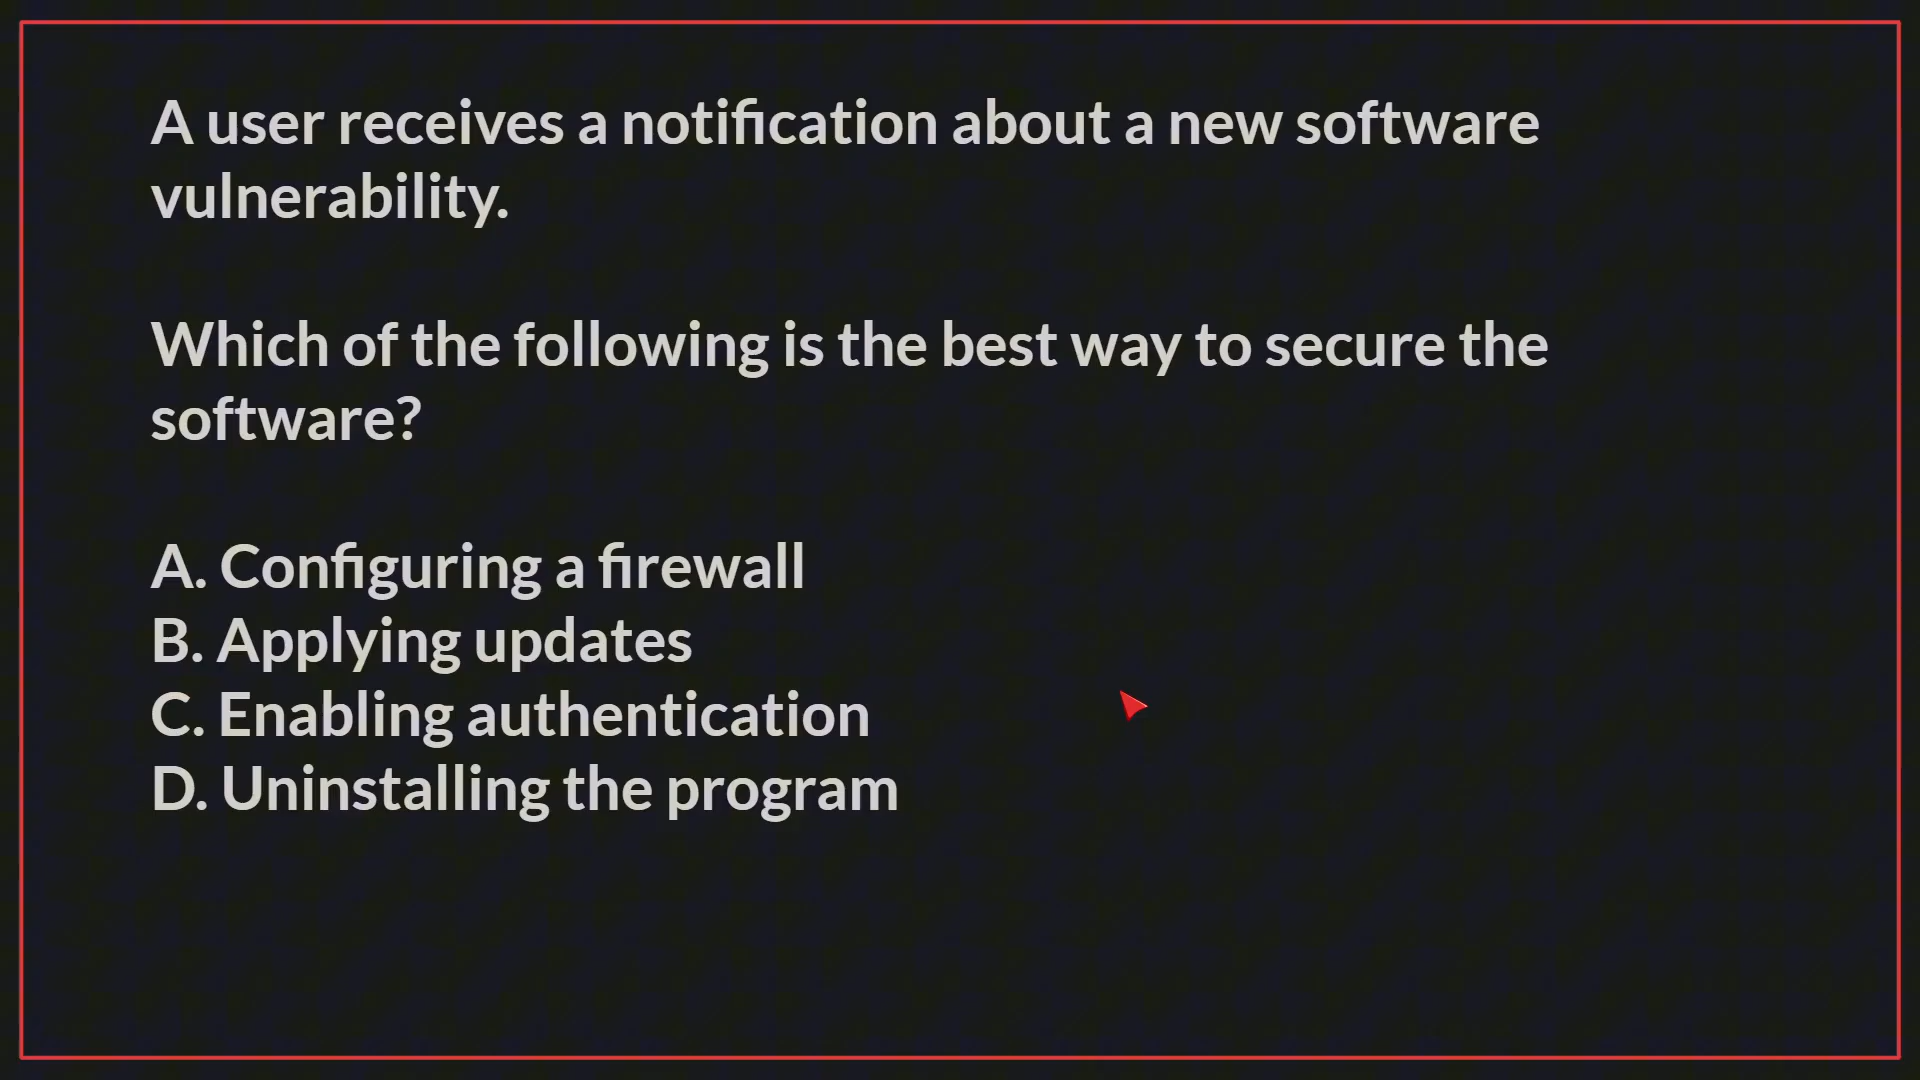 A user receives a notification about a new software
vulnerability.
Which of the following is the best way to secure the
software?
A. Configuring a firewall
B. Applying updates
C. Enabling authentication
D. Uninstalling the program